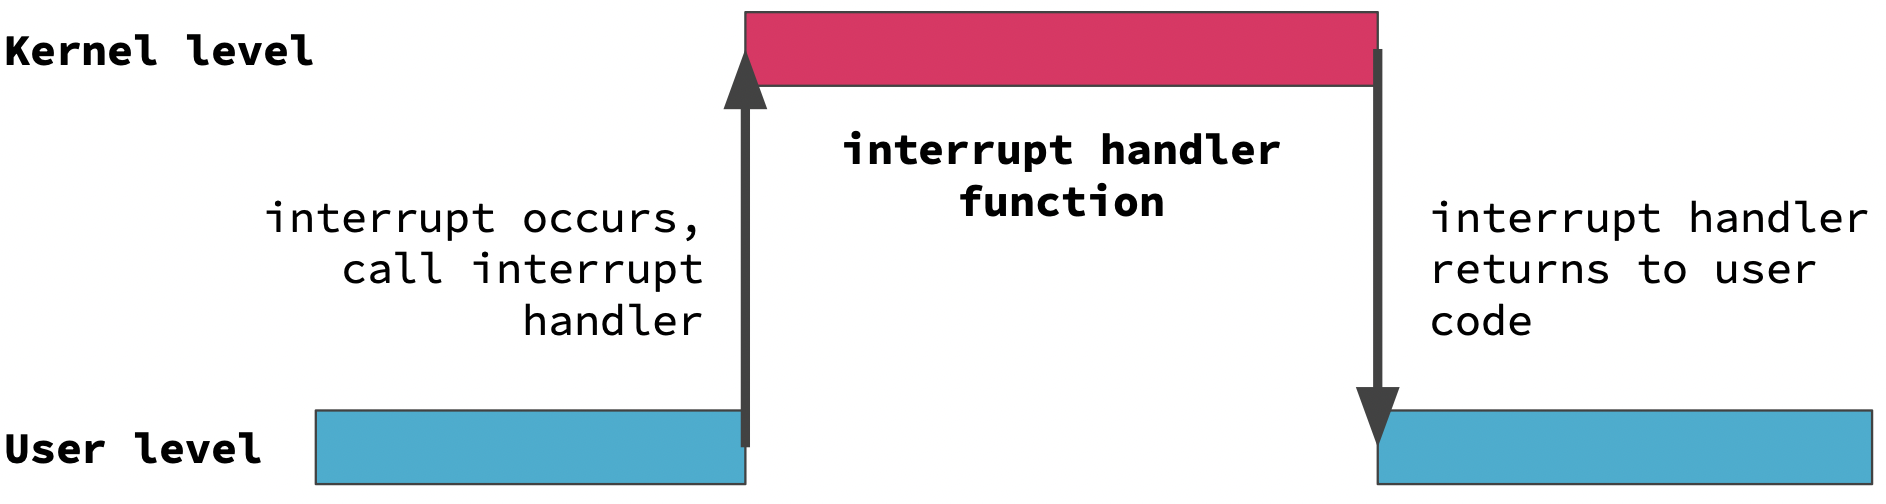 Kernel level
interrupt handler
function
interrupt occurs,
call interrupt
handler
interrupt handler
returns to user
code
User level